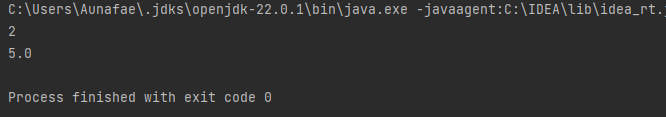 C:\Users\Aunafae\.jdks\openjdk-22.0.1\bin\java.exe -javaagent:C:\IDEA\lib\idea_rt.
2
5.0
Process finished with exit code 0